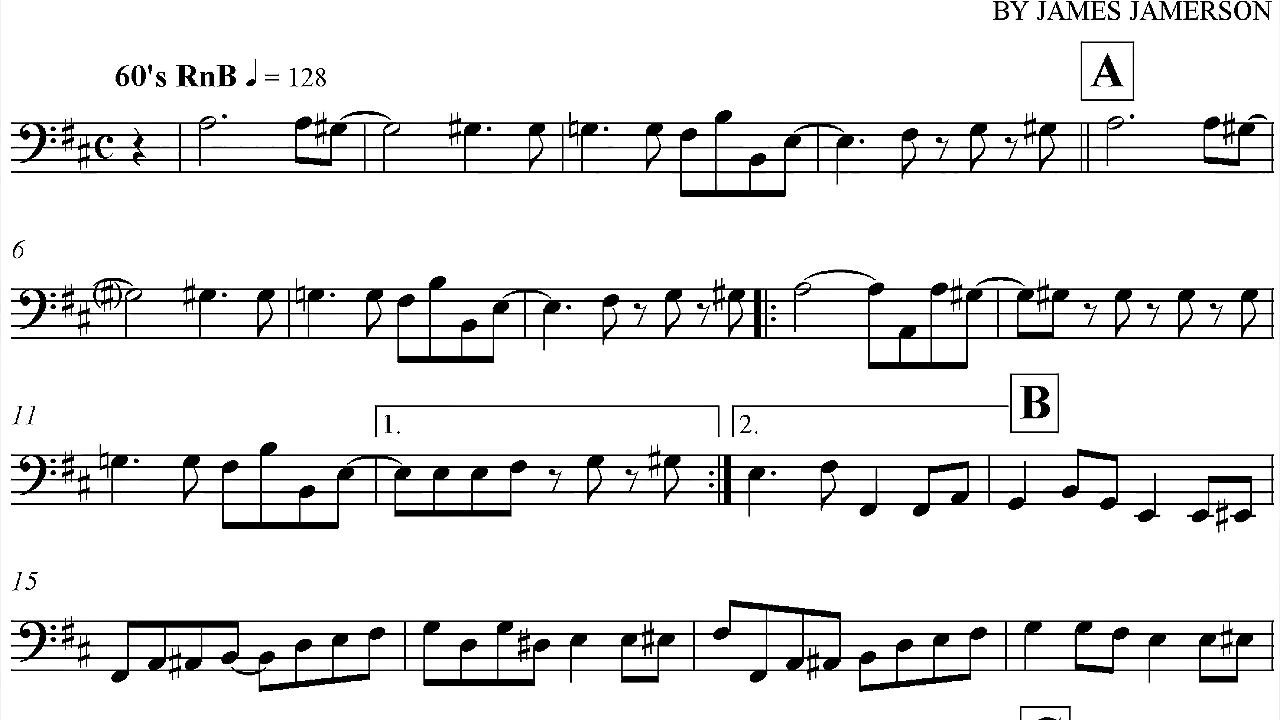 BY JAMES JAMERSON
60's RnB ♩ = 128
A
6
11
1.
2.
B
15